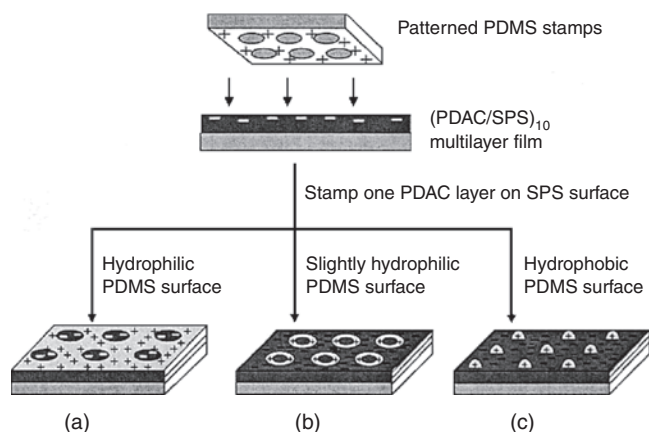 Patterned PDMS stamps
(PDAC/SPS)10
multilayer film
Stamp one PDAC layer on SPS surface
Hydrophilic
PDMS surface
Slightly hydrophilic
PDMS surface
Hydrophobic
PDMS surface
(a)
(b)
(c)